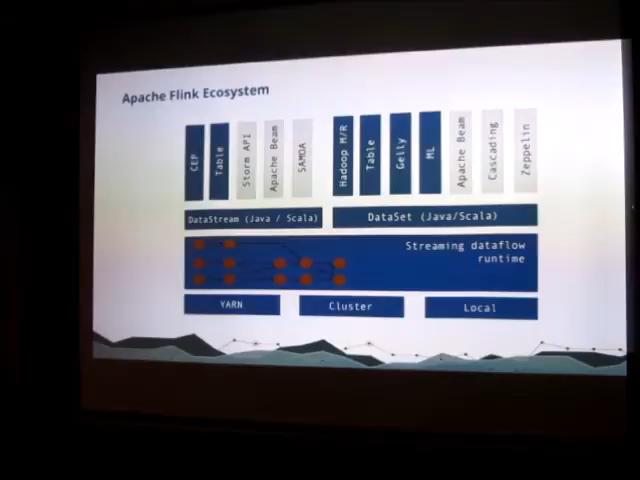 Apache Flink Ecosystem
CEP
Table
Storm API
Apache Beam
SAMOA
Hadoop M/R
Table
Gelly
ML
Apache Beam
Cascading
Zeppelin
DataStream (Java / Scala)
DataSet (Java/Scala)
Streaming dataflow
runtime
YARN
Cluster
Local